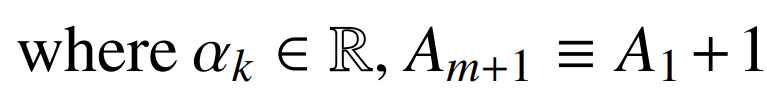 where αₖ ∈ ℝ, Aₘ₊₁ ≡ A₁ + 1